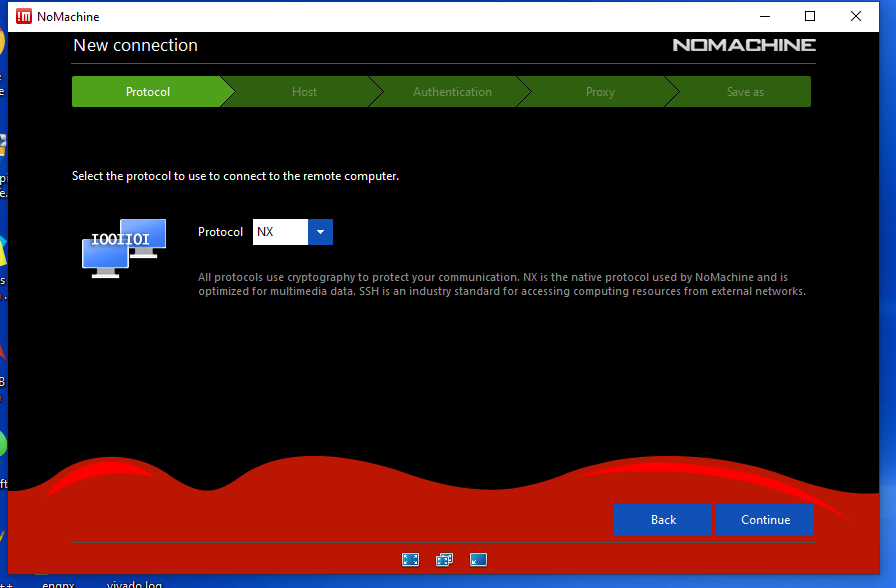 !M NoMachine
New connection
NOMACHINE
Protocol
Host
Authentication
Proxy
Save as
Select the protocol to use to connect to the remote computer.
IOOIIOI
Protocol
NX
All protocols use cryptography to protect your communication. NX is the native protocol used by NoMachine and is
optimized for multimedia data. SSH is an industry standard for accessing computing resources from external networks.
Back
Continue
vivado.log